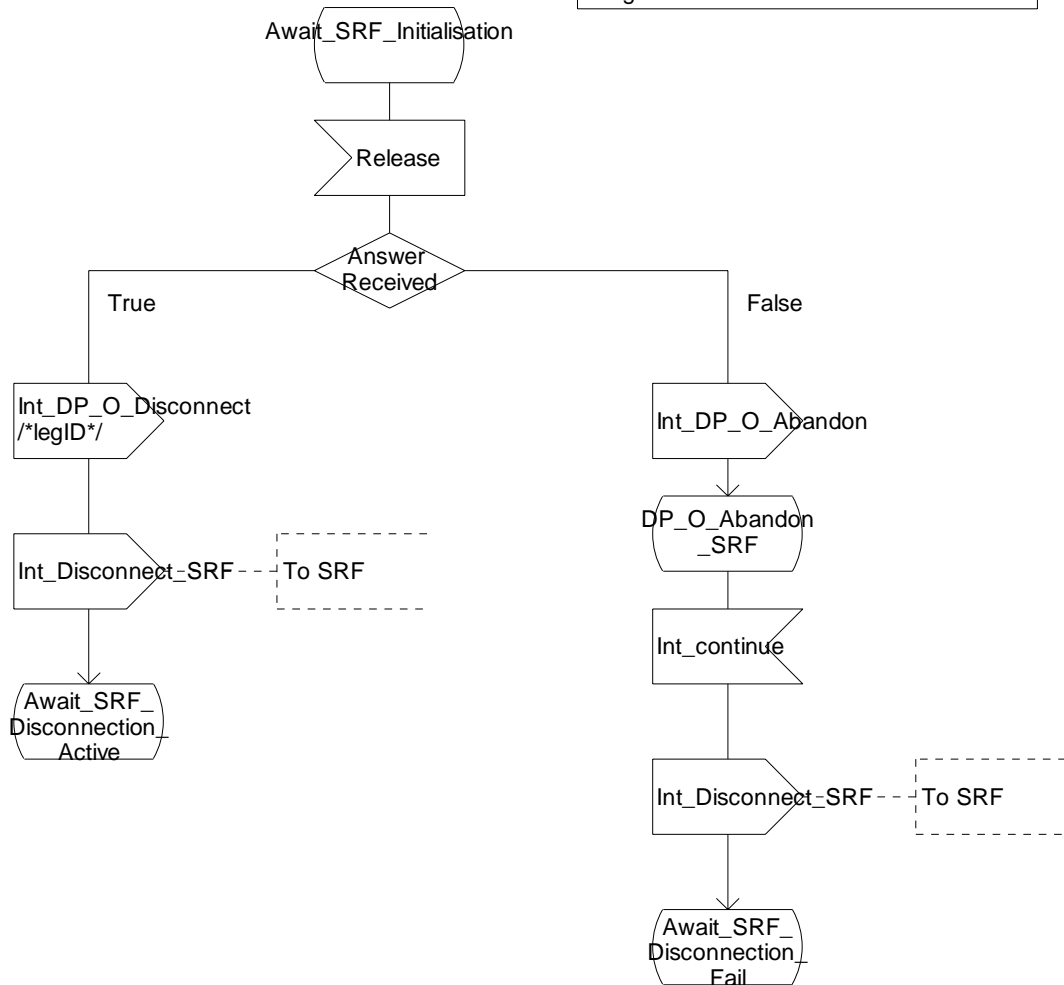 Await_SRF_Initialisation
Release
Answer
Received
True
False
Int_DP_O_Disconnect
/*legID*/
Int_DP_O_Abandon
DP_O_Abandon
_SRF
Int_Disconnect_SRF
To SRF
Int_continue
Await_SRF_
Disconnection_
Active
Int_Disconnect_SRF
To SRF
Await_SRF_
Disconnection_
Fail